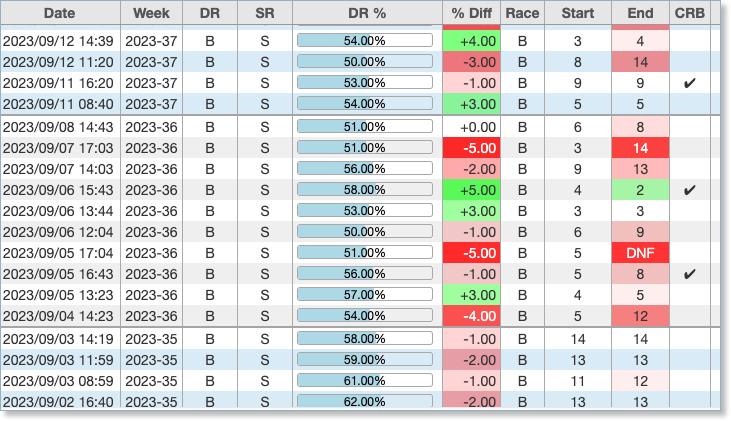 Date Week DR SR DR % % Diff Race Start End CRB
2023/09/12 14:39 2023-37 B S 54.00% +4.00 B 3 4
2023/09/12 11:20 2023-37 B S 50.00% -3.00 B 8 14
2023/09/11 16:20 2023-37 B S 53.00% -1.00 B 9 9 ✔
2023/09/11 08:40 2023-37 B S 54.00% +3.00 B 5 5
2023/09/08 14:43 2023-36 B S 51.00% +0.00 B 6 8
2023/09/07 17:03 2023-36 B S 51.00% -5.00 B 3 14
2023/09/07 14:03 2023-36 B S 56.00% -2.00 B 9 13
2023/09/06 15:43 2023-36 B S 58.00% +5.00 B 4 2 ✔
2023/09/06 13:44 2023-36 B S 53.00% +3.00 B 3 3
2023/09/06 12:04 2023-36 B S 50.00% -1.00 B 6 9
2023/09/05 17:04 2023-36 B S 51.00% -5.00 B 5 DNF
2023/09/05 16:43 2023-36 B S 56.00% -1.00 B 5 8 ✔
2023/09/05 13:23 2023-36 B S 57.00% +3.00 B 4 5
2023/09/04 14:23 2023-36 B S 54.00% -4.00 B 5 12
2023/09/03 14:19 2023-35 B S 58.00% -1.00 B 14 14
2023/09/03 11:59 2023-35 B S 59.00% -2.00 B 13 13
2023/09/03 08:59 2023-35 B S 61.00% -1.00 B 11 12
2023/09/02 16:40 2023-35 B S 62.00% -2.00 B 13 13